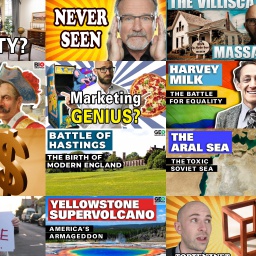 TY?
NEVER
SEEN
THE VILLISCA
MASSA
Marketing
GENIUS?
HARVEY
MILK
THE BATTLE
FOR EQUALITY
BATTLE OF
HASTINGS
THE BIRTH OF
MODERN ENGLAND
THE
ARAL SEA
THE TOXIC
SOVIET SEA
YELLOWSTONE
SUPERVOLCANO
AMERICA'S
ARMAGEDDON
E
TOPTENZNET